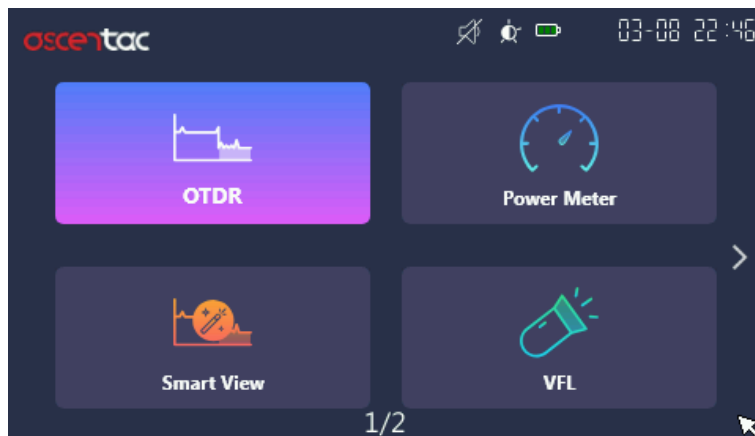 ascentac 03-08 22:46
OTDR
Power Meter
Smart View
VFL
1/2